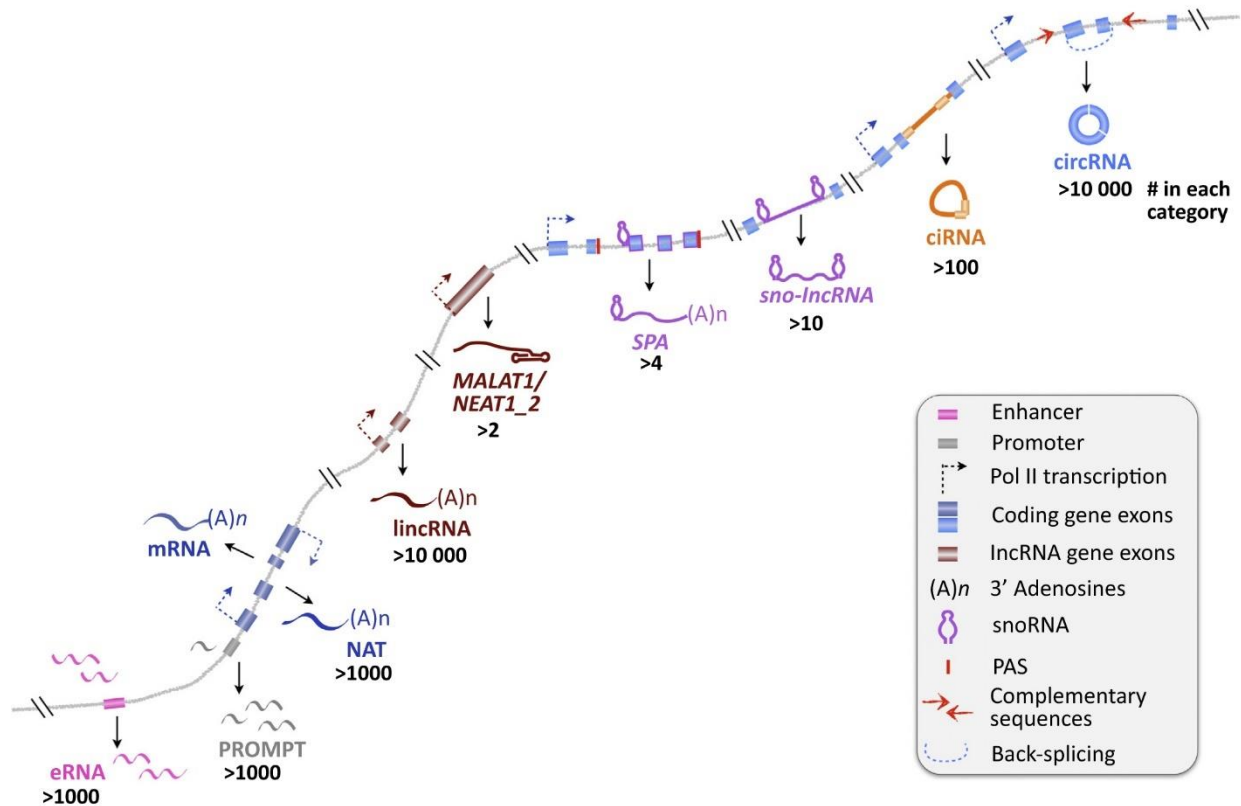 circRNA
>10 000
# in each
category
ciRNA
>100
sno-lncRNA
>10
(A)n
SPA
>4
MALAT1/
NEAT1_2
>2
(A)n
lincRNA
>10 000
(A)n
mRNA
(A)n
NAT
>1000
PROMPT
>1000
eRNA
>1000
Enhancer
Promoter
Pol II transcription
Coding gene exons
lncRNA gene exons
(A)n 3’ Adenosines
snoRNA
PAS
Complementary
sequences
Back-splicing